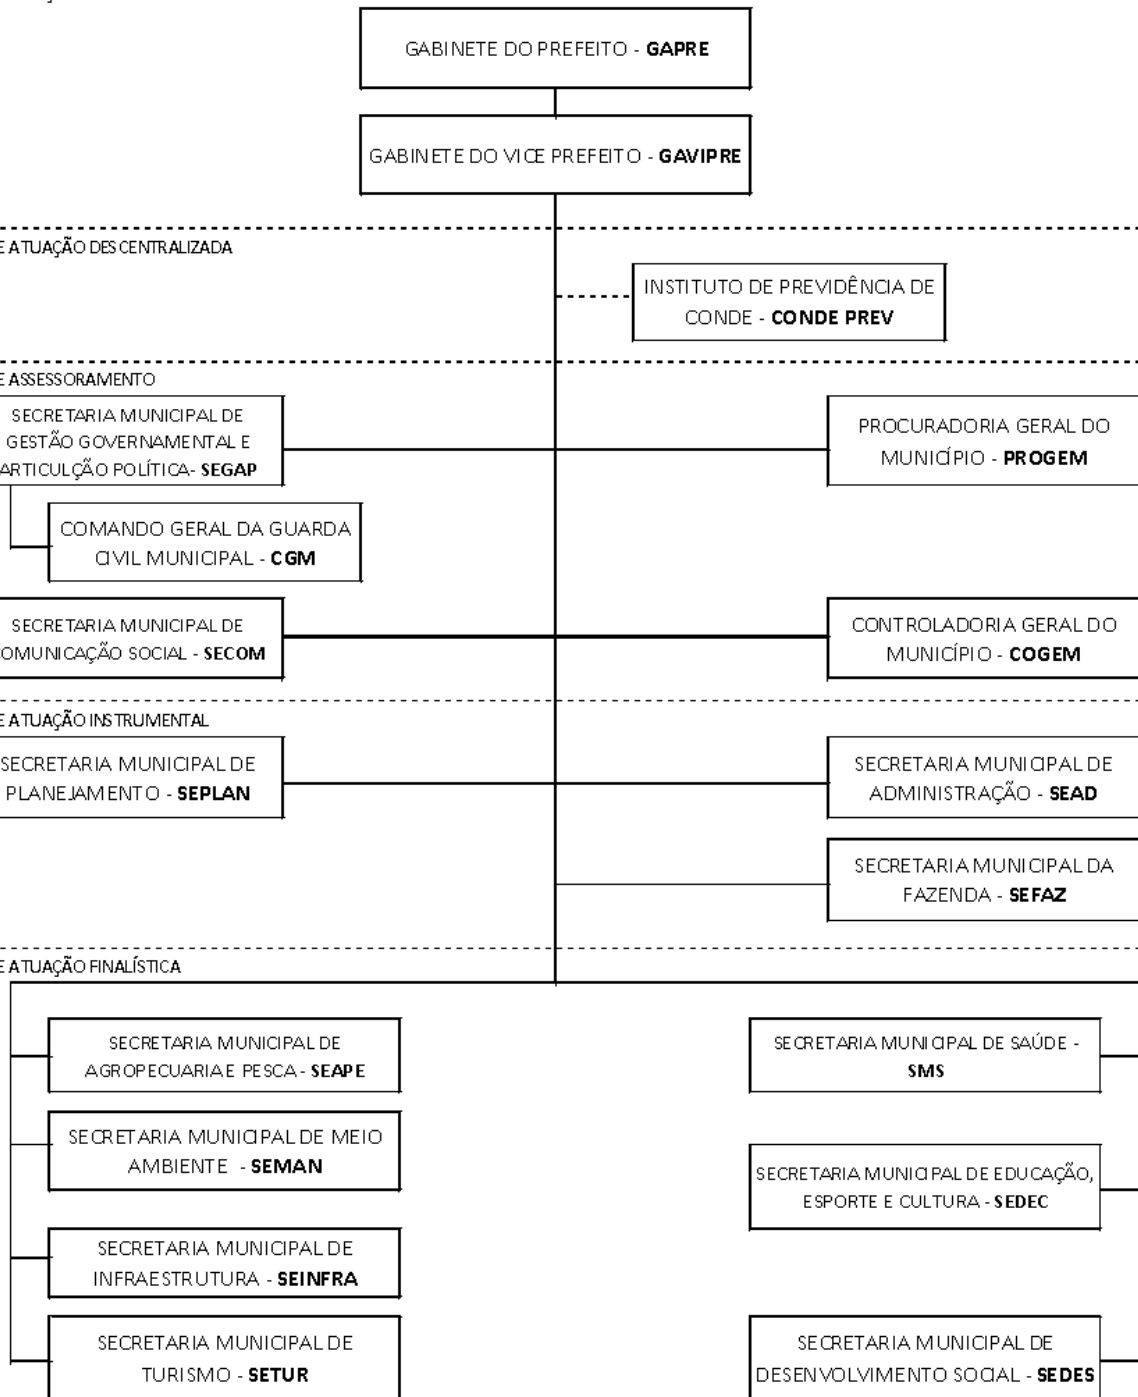 GABINETE DO PREFEITO - GAPRE
GABINETE DO VICE PREFEITO - GAVIPRE
E ATUAÇÃO DESCENTRALIZADA
INSTITUTO DE PREVIDÊNCIA DE
CONDE - CONDE PREV
E ASSESSORAMENTO
SECRETARIA MUNICIPAL DE
GESTÃO GOVERNAMENTAL E
ARTICULÇÃO POLÍTICA- SEGAP
PROCURADORIA GERAL DO
MUNICÍPIO - PROGEM
COMANDO GERAL DA GUARDA
CIVIL MUNICIPAL - CGM
SECRETARIA MUNICIPAL DE
OMUNICAÇÃO SOCIAL - SECOM
CONTROLADORIA GERAL DO
MUNICÍPIO - COGEM
E ATUAÇÃO INSTRUMENTAL
SECRETARIA MUNICIPAL DE
PLANEJAMENTO - SEPLAN
SECRETARIA MUNICIPAL DE
ADMINISTRAÇÃO - SEAD
SECRETARIA MUNICIPAL DA
FAZENDA - SEFAZ
E ATUAÇÃO FINALÍSTICA
SECRETARIA MUNICIPAL DE
AGROPECUARIA E PESCA - SEAPE
SECRETARIA MUNICIPAL DE SAÚDE -
SMS
SECRETARIA MUNICIPAL DE MEIO
AMBIENTE - SEMAN
SECRETARIA MUNICIPAL DE EDUCAÇÃO,
ESPORTE E CULTURA - SEDEC
SECRETARIA MUNICIPAL DE
INFRAESTRUTURA - SEINFRA
SECRETARIA MUNICIPAL DE
TURISMO - SETUR
SECRETARIA MUNICIPAL DE
DESENVOLVIMENTO SOCIAL - SEDES